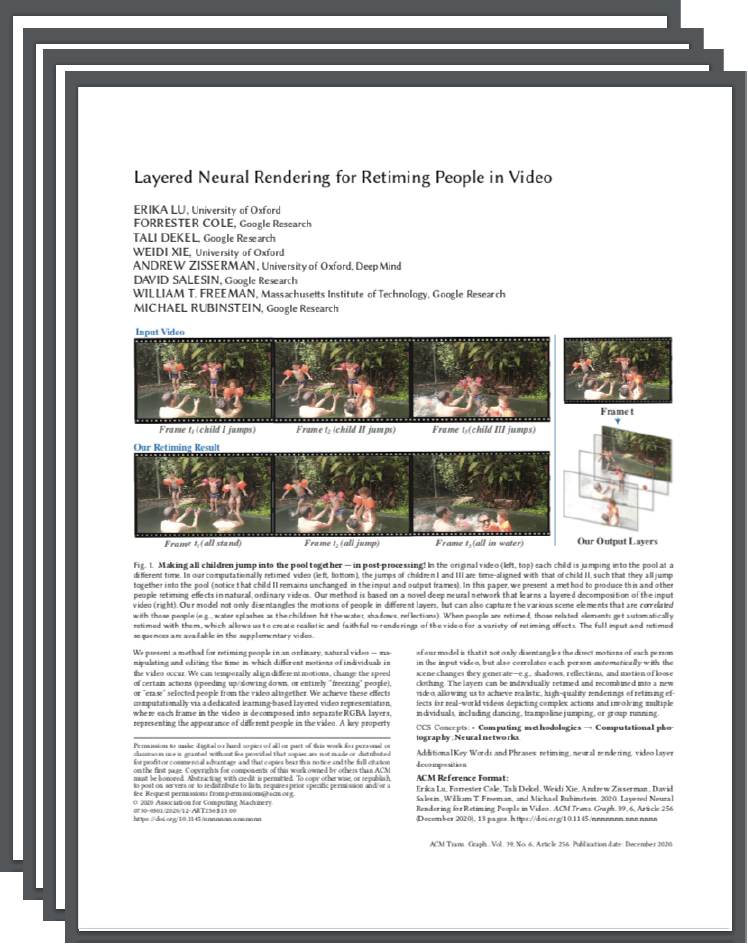 Layered Neural Rendering for Retiming People in Video
ERIKA LU, University of Oxford
FORRESTER COLE, Google Research
TALI DEKEL, Google Research
WEIDI XIE, University of Oxford
ANDREW ZISSERMAN, University of Oxford, DeepMind
DAVID SALESIN, Google Research
WILLIAM T. FREEMAN, Massachusetts Institute of Technology, Google Research
MICHAEL RUBINSTEIN, Google Research
Input Video
Frame t₁ (child I jumps)
Frame t₂ (child II jumps)
Frame t₃ (child III jumps)
Our Retiming Result
Frame t₁ (all stand)
Frame t₂ (all jump)
Frame t₃ (all in water)
Frame t
Our Output Layers
Fig. 1. Making all children jump into the pool together — in post-processing! In the original video (left, top) each child is jumping into the pool at a
different time. In our computationally retimed video (left, bottom), the jumps of children I and III are time-aligned with that of child II, such that they all jump
together into the pool (notice that child II remains unchanged in the input and output frames). In this paper, we present a method to produce this and other
people retiming effects in natural, ordinary videos. Our method is based on a novel deep neural network that learns a layered decomposition of the input
video (right). Our model not only disentangles the motions of people in different layers, but can also capture the various scene elements that are correlated
with those people (e.g., water splashes as the children hit the water, shadows, reflections). When people are retimed, those related elements get automatically
retimed with them, which allows us to create realistic and faithful re-renderings of the video for a variety of retiming effects. The full input and retimed
sequences are available in the supplementary video.
We present a method for retiming people in an ordinary, natural video — ma-
nipulating and editing the time in which different motions of individuals in
the video occur. We can temporally align different motions, change the speed
of certain actions (speeding up/slowing down, or entirely "freezing" people),
or "erase" selected people from the video altogether. We achieve these effects
computationally via a dedicated learning-based layered video representation,
where each frame in the video is decomposed into separate RGBA layers,
representing the appearance of different people in the video. A key property
Permission to make digital or hard copies of all or part of this work for personal or
classroom use is granted without fee provided that copies are not made or distributed
for profit or commercial advantage and that copies bear this notice and the full citation
on the first page. Copyrights for components of this work owned by others than ACM
must be honored. Abstracting with credit is permitted. To copy otherwise, or republish,
to post on servers or to redistribute to lists, requires prior specific permission and/or a
fee. Request permissions from permissions@acm.org.
© 2020 Association for Computing Machinery.
0730-0301/2020/12-ART256 $15.00
https://doi.org/10.1145/nnnnnnn.nnnnnnn
of our model is that it not only disentangles the direct motions of each person
in the input video, but also correlates each person automatically with the
scene changes they generate—e.g., shadows, reflections, and motion of loose
clothing. The layers can be individually retimed and recombined into a new
video, allowing us to achieve realistic, high-quality renderings of retiming ef-
fects for real-world videos depicting complex actions and involving multiple
individuals, including dancing, trampoline jumping, or group running.
CCS Concepts: • Computing methodologies → Computational pho-
tography; Neural networks.
Additional Key Words and Phrases: retiming, neural rendering, video layer
decomposition
ACM Reference Format:
Erika Lu, Forrester Cole, Tali Dekel, Weidi Xie, Andrew Zisserman, David
Salesin, William T. Freeman, and Michael Rubinstein. 2020. Layered Neural
Rendering for Retiming People in Video. ACM Trans. Graph. 39, 6, Article 256
(December 2020), 13 pages. https://doi.org/10.1145/nnnnnnn.nnnnnnn
ACM Trans. Graph., Vol. 39, No. 6, Article 256. Publication date: December 2020.